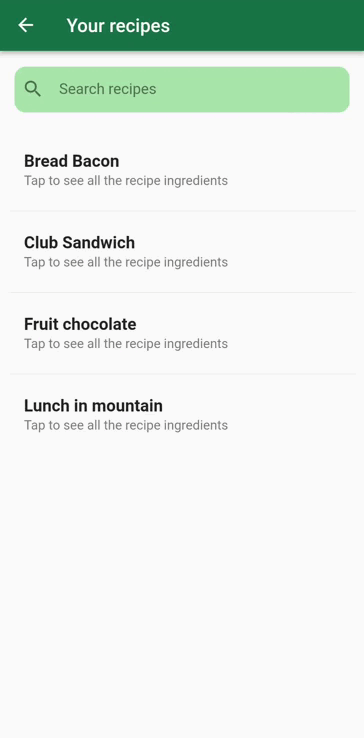 Your recipes
Search recipes
Bread Bacon
Tap to see all the recipe ingredients
Club Sandwich
Tap to see all the recipe ingredients
Fruit chocolate
Tap to see all the recipe ingredients
Lunch in mountain
Tap to see all the recipe ingredients